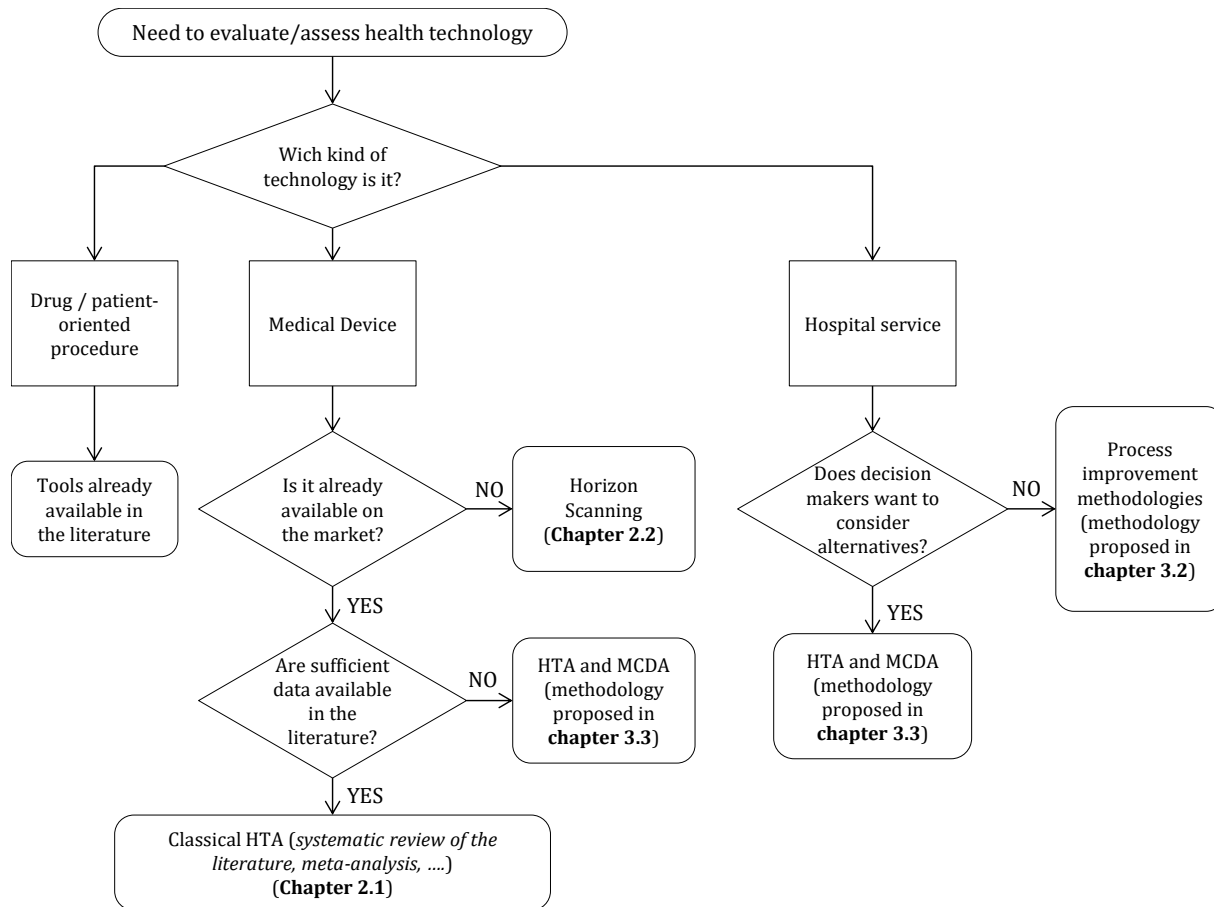 Need to evaluate/assess health technology
Wich kind of
technology is it?
Drug / patient-
oriented
procedure
Medical Device
Hospital service
Tools already
available in
the literature
Is it already
available on
the market?
NO
Horizon
Scanning
(Chapter 2.2)
Does decision
makers want to
consider
alternatives?
NO
Process
improvement
methodologies
(methodology
proposed in
chapter 3.2)
YES
YES
Are sufficient
data available
in the
literature?
NO
HTA and MCDA
(methodology
proposed in
chapter 3.3)
HTA and MCDA
(methodology
proposed in
chapter 3.3)
YES
Classical HTA (systematic review of the
literature, meta-analysis, ....)
(Chapter 2.1)